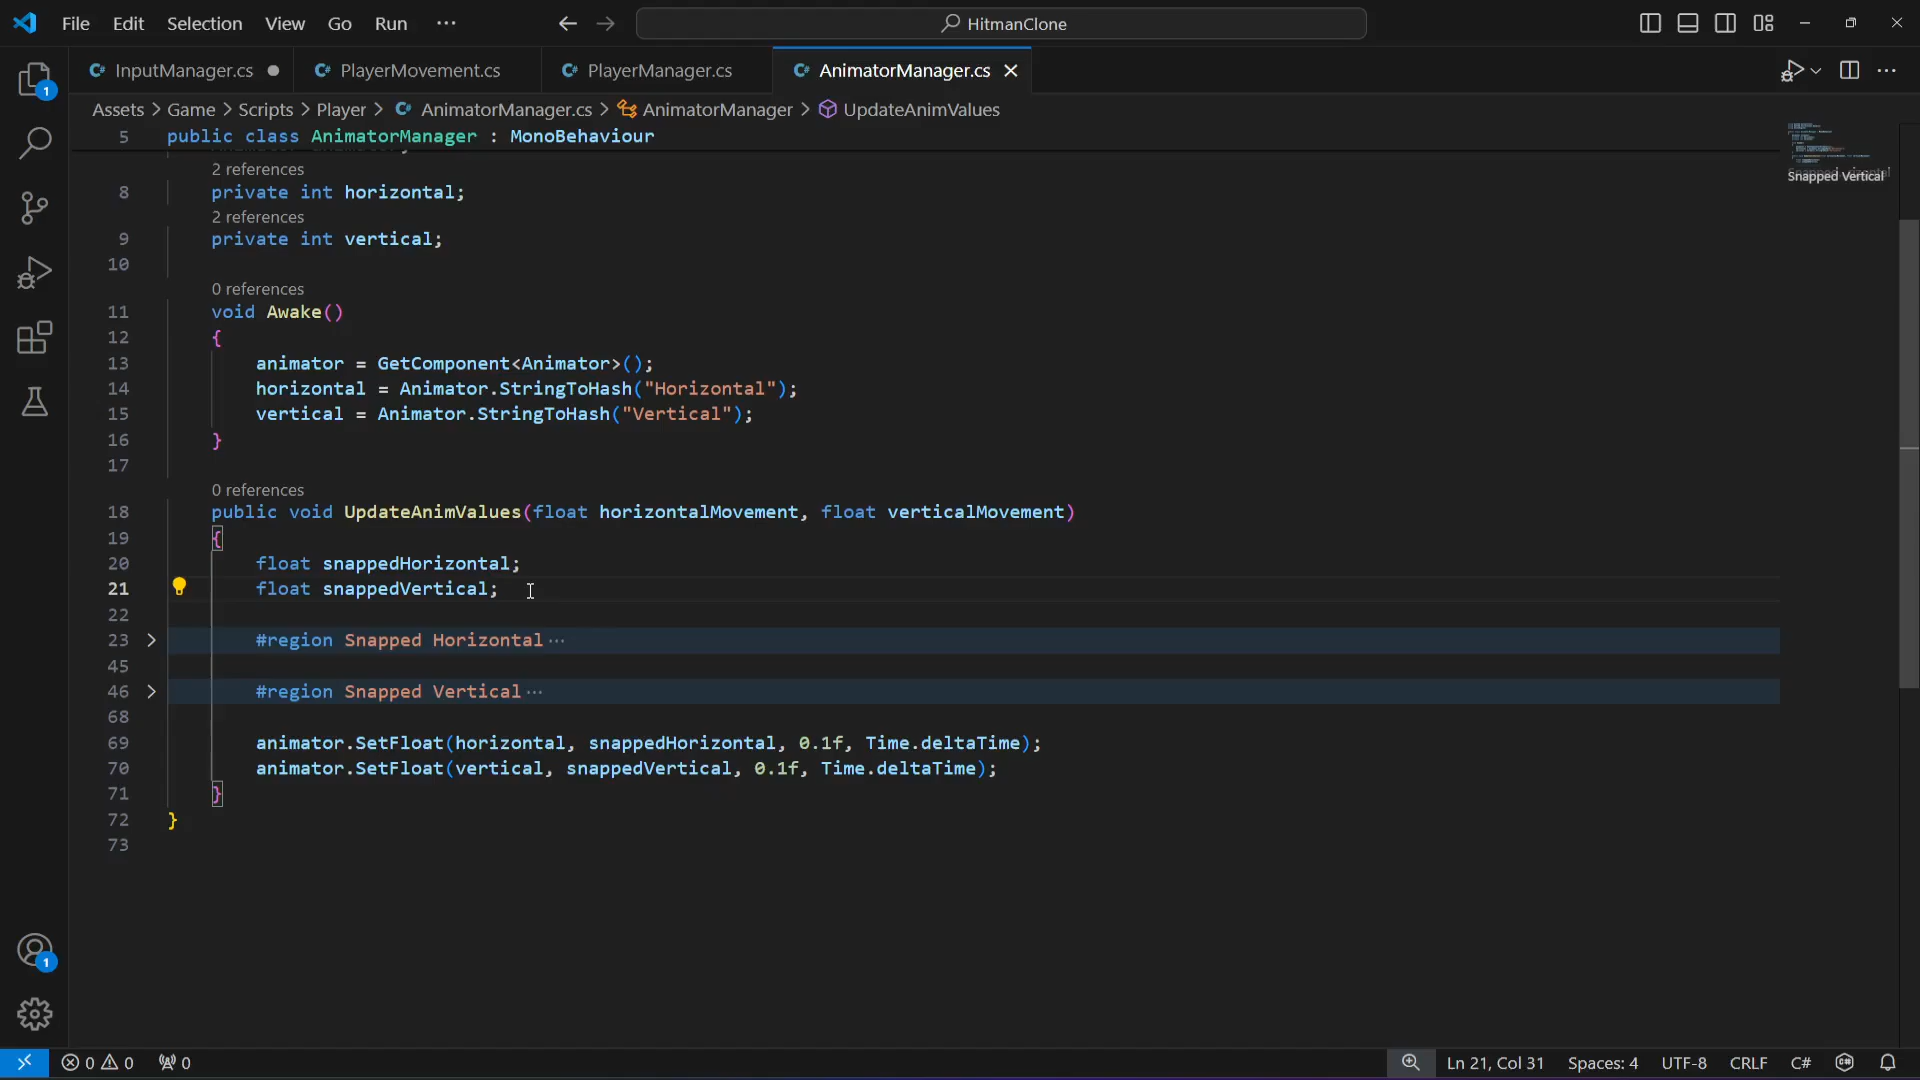 File Edit Selection View Go Run ··· HitmanClone
InputManager.cs PlayerMovement.cs PlayerManager.cs AnimatorManager.cs
Assets > Game > Scripts > Player > AnimatorManager.cs > AnimatorManager > UpdateAnimValues
5 public class AnimatorManager : MonoBehaviour
2 references
8 private int horizontal;
2 references
9 private int vertical;
10
0 references
11 void Awake()
12 {
13 animator = GetComponent<Animator>();
14 horizontal = Animator.StringToHash("Horizontal");
15 vertical = Animator.StringToHash("Vertical");
16 }
17
0 references
18 public void UpdateAnimValues(float horizontalMovement, float verticalMovement)
19 {
20 float snappedHorizontal;
21 float snappedVertical;
22
23 #region Snapped Horizontal ···
45
46 #region Snapped Vertical ···
68
69 animator.SetFloat(horizontal, snappedHorizontal, 0.1f, Time.deltaTime);
70 animator.SetFloat(vertical, snappedVertical, 0.1f, Time.deltaTime);
71 }
72 }
73
Snapped Vertical
1
1
0 0 0 Ln 21, Col 31 Spaces: 4 UTF-8 CRLF C#